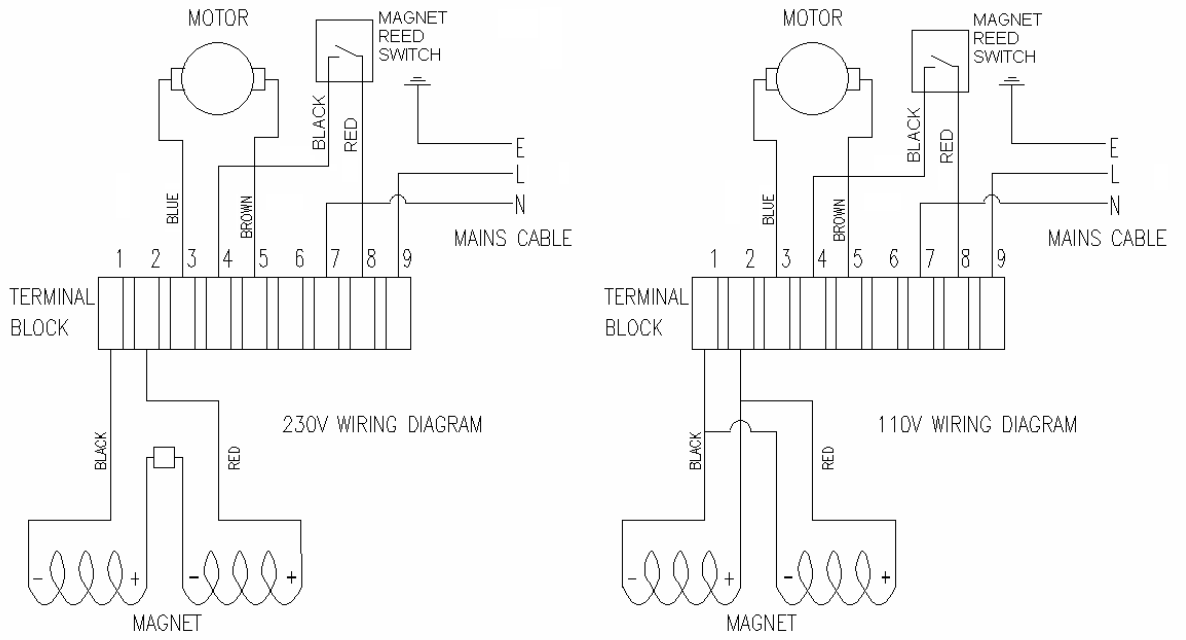 MOTOR
MAGNET
REED
SWITCH
BLACK
RED
E
L
N
BLUE
BROWN
MAINS CABLE
1 2 3 4 5 6 7 8 9
TERMINAL
BLOCK
230V WIRING DIAGRAM
BLACK
RED
- + - +
MAGNET
MOTOR
MAGNET
REED
SWITCH
BLACK
RED
E
L
N
BLUE
BROWN
MAINS CABLE
1 2 3 4 5 6 7 8 9
TERMINAL
BLOCK
110V WIRING DIAGRAM
BLACK
RED
- + - +
MAGNET